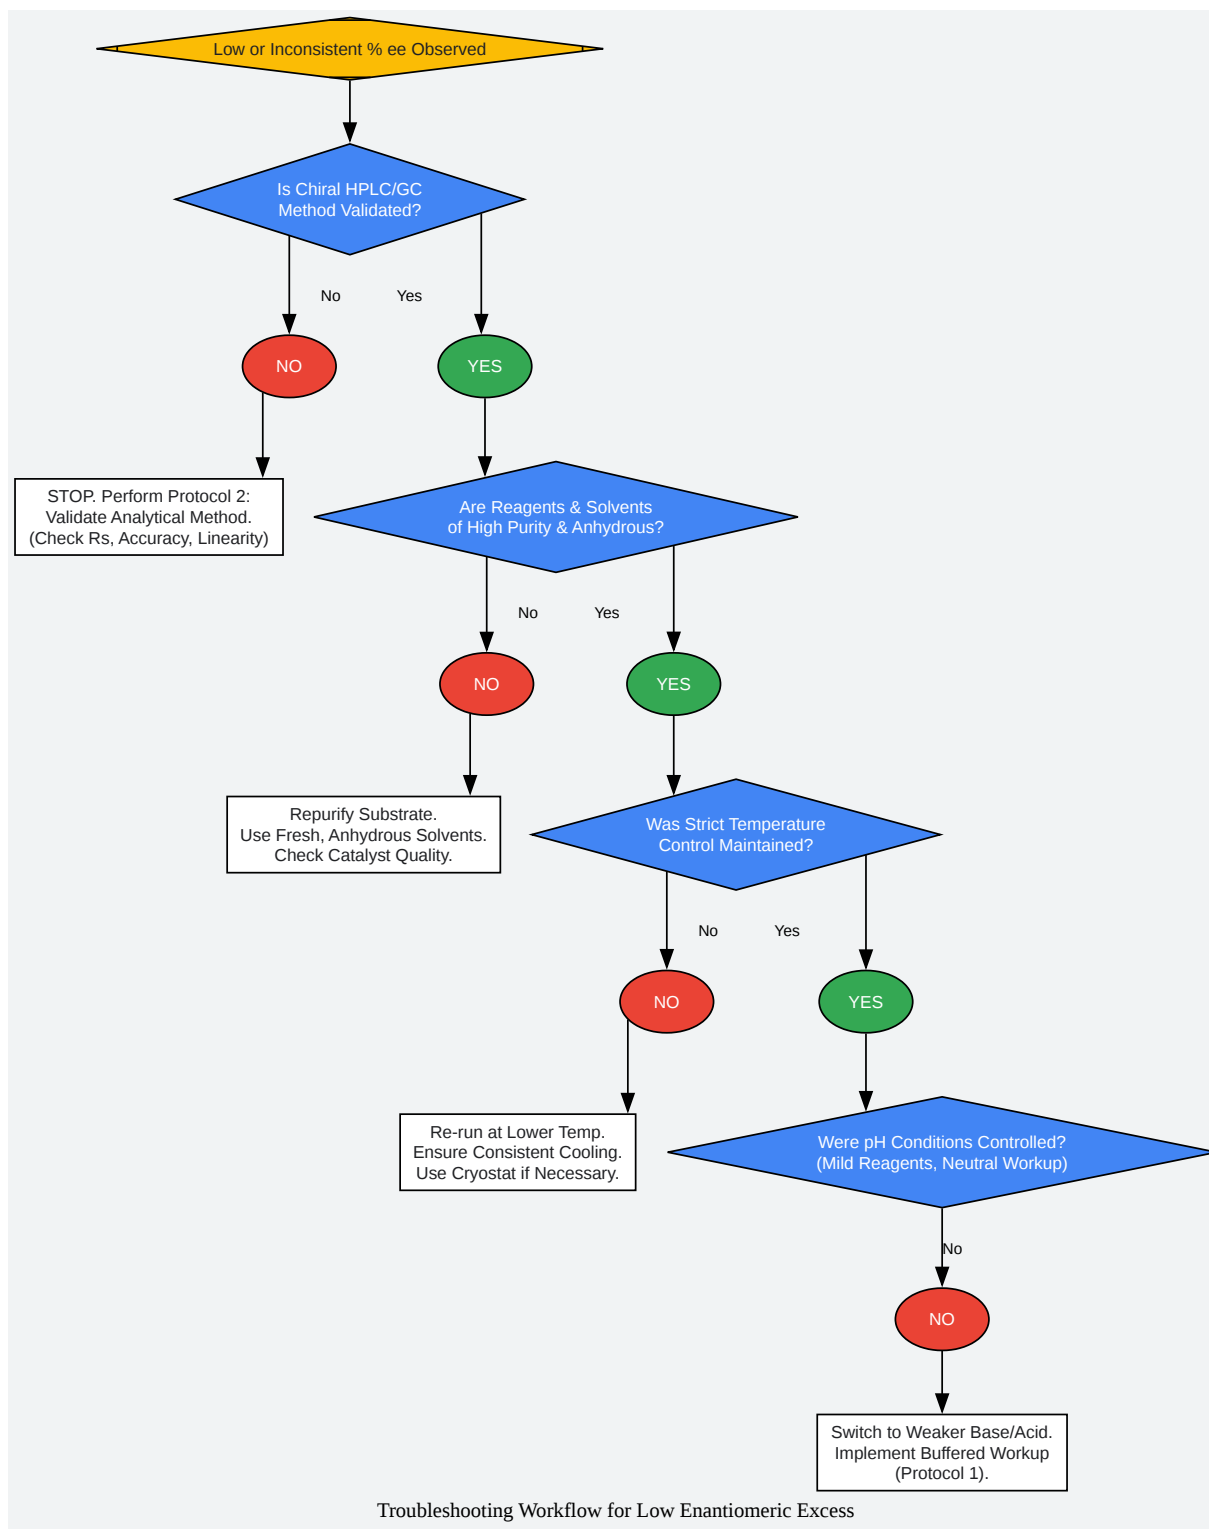 Low or Inconsistent % ee Observed
Is Chiral HPLC/GC
Method Validated?
No
Yes
NO
YES
STOP. Perform Protocol 2:
Validate Analytical Method.
(Check Rs, Accuracy, Linearity)
Are Reagents & Solvents
of High Purity & Anhydrous?
No
Yes
NO
YES
Repurify Substrate.
Use Fresh, Anhydrous Solvents.
Check Catalyst Quality.
Was Strict Temperature
Control Maintained?
No
Yes
NO
YES
Re-run at Lower Temp.
Ensure Consistent Cooling.
Use Cryostat if Necessary.
Were pH Conditions Controlled?
(Mild Reagents, Neutral Workup)
No
NO
Switch to Weaker Base/Acid.
Implement Buffered Workup
(Protocol 1).
Troubleshooting Workflow for Low Enantiomeric Excess